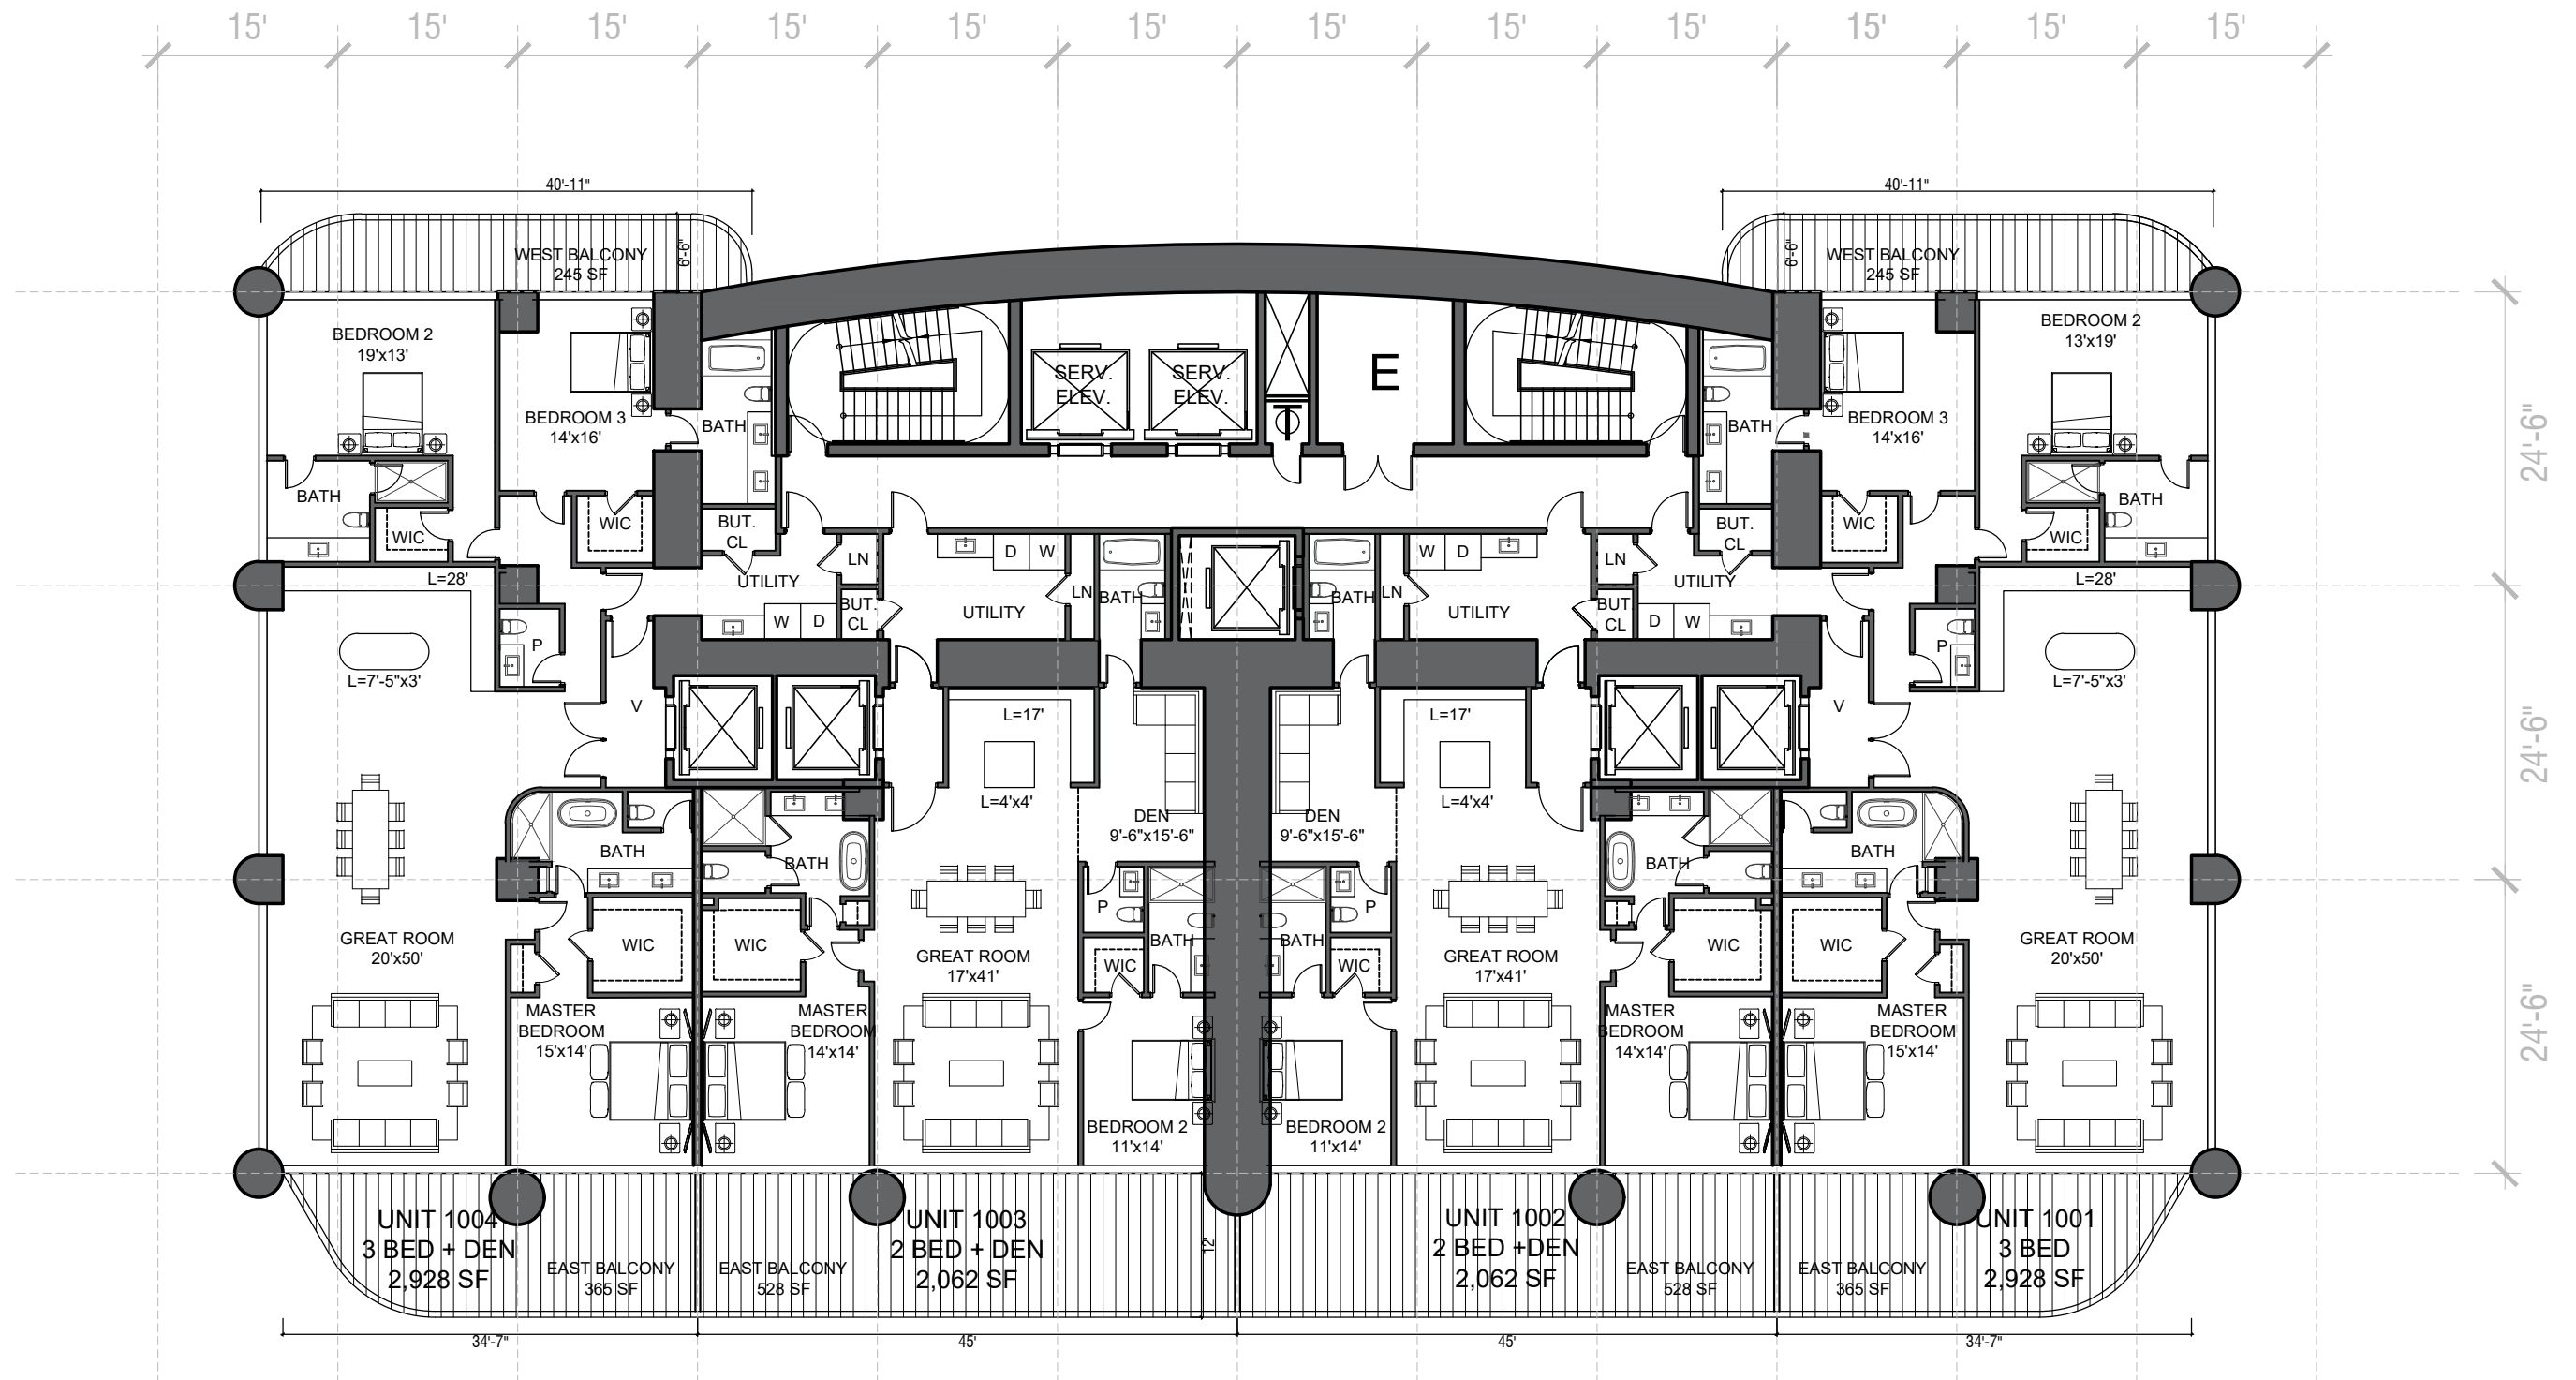 15' 15' 15' 15' 15' 15' 15' 15' 15' 15' 15' 15'
40'-11" 40'-11"
WEST BALCONY
245 SF
6'-6"
WEST BALCONY
245 SF
6'-6"
24'-6"
24'-6"
24'-6"
BEDROOM 2
19'x13'
BEDROOM 3
14'x16'
BATH
SERV.
ELEV.
SERV.
ELEV.
E
BATH
BEDROOM 3
14'x16'
BEDROOM 2
13'x19'
BATH
WIC
WIC
BUT.
CL
LN
D W
W D
LN
BUT.
CL
WIC
WIC
BATH
L=28'
UTILITY
W D
BUT.
CL
UTILITY
LN
BATH
BATH
LN
UTILITY
BUT.
CL
UTILITY
D W
L=28'
P
L=7'-5"x3'
V
L=17'
L=17'
V
P
L=7'-5"x3'
L=4'x4'
DEN
9'-6"x15'-6"
DEN
9'-6"x15'-6"
L=4'x4'
BATH
BATH
BATH
BATH
P
P
GREAT ROOM
20'x50'
WIC
WIC
GREAT ROOM
17'x41'
BATH
WIC
BATH
WIC
GREAT ROOM
17'x41'
WIC
WIC
GREAT ROOM
20'x50'
MASTER
BEDROOM
15'x14'
MASTER
BEDROOM
14'x14'
MASTER
BEDROOM
14'x14'
MASTER
BEDROOM
15'x14'
BEDROOM 2
11'x14'
BEDROOM 2
11'x14'
UNIT 1004
3 BED + DEN
2,928 SF
EAST BALCONY
365 SF
EAST BALCONY
528 SF
UNIT 1003
2 BED + DEN
2,062 SF
12'
UNIT 1002
2 BED +DEN
2,062 SF
EAST BALCONY
528 SF
EAST BALCONY
365 SF
UNIT 1001
3 BED
2,928 SF
34'-7" 45' 45' 34'-7"